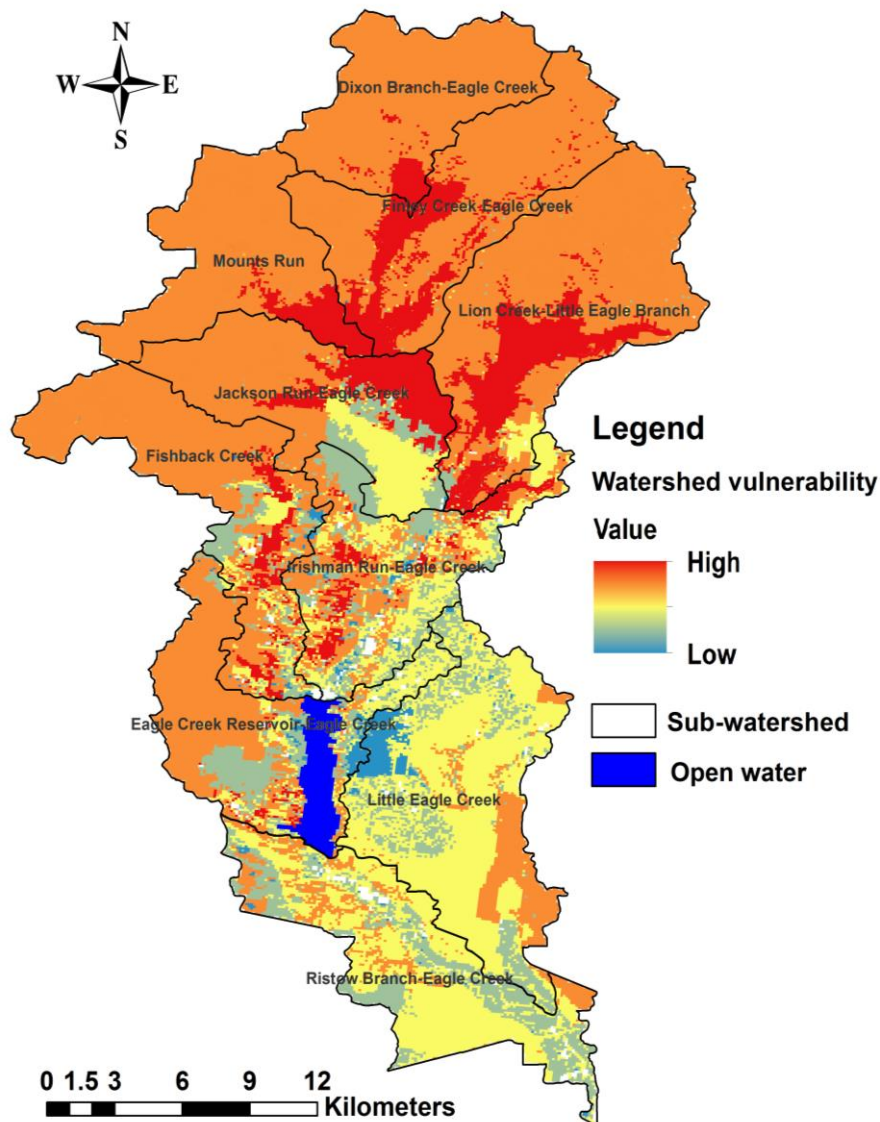 N
W E
S
Dixon Branch-Eagle Creek
Finley Creek-Eagle Creek
Mounts Run
Lion Creek-Little Eagle Branch
Jackson Run-Eagle Creek
Fishback Creek
Irishman Run-Eagle Creek
Eagle Creek Reservoir-Eagle Creek
Little Eagle Creek
Ristow Branch-Eagle Creek
Legend
Watershed vulnerability
Value
High
Low
Sub-watershed
Open water
0 1.5 3 6 9 12
Kilometers